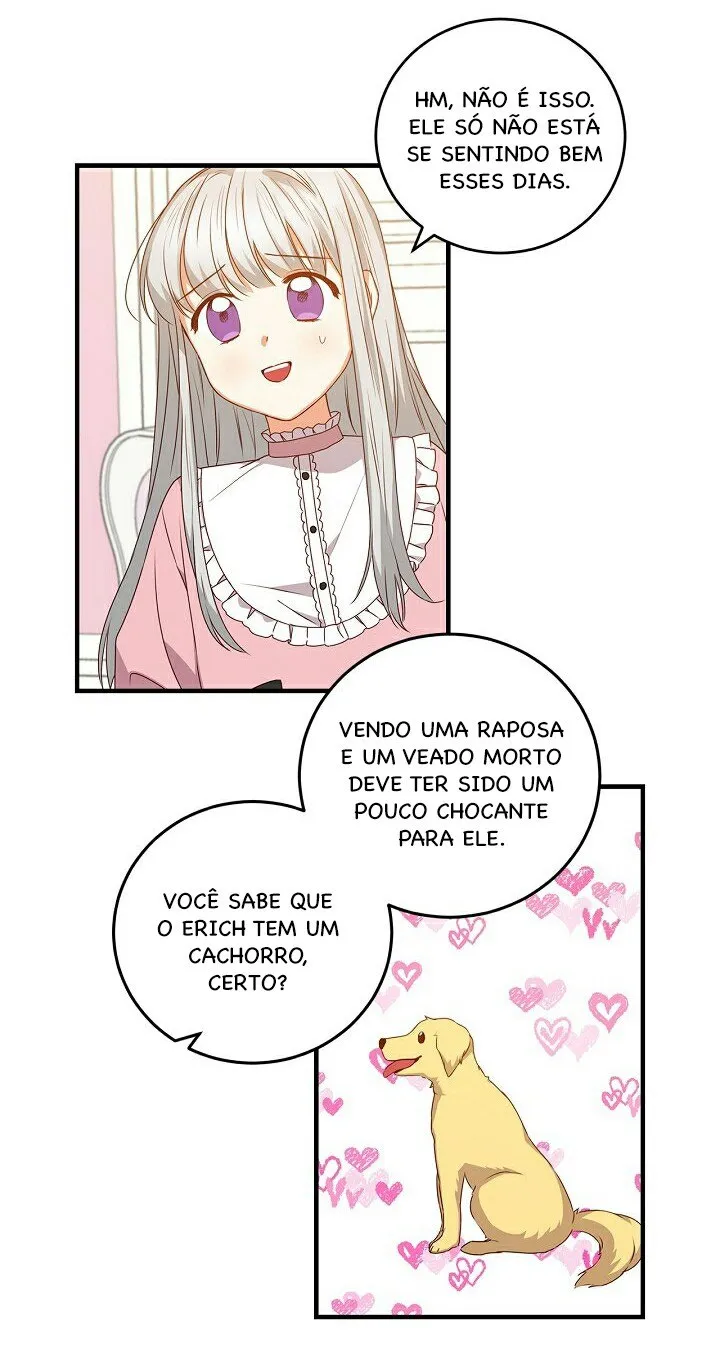 HM, NÃO É ISSO.
ELE SÓ NÃO ESTÁ
SE SENTINDO BEM
ESSES DIAS.
VENDO UMA RAPOSA
E UM VEADO MORTO
DEVE TER SIDO UM
POUCO CHOCANTE
PARA ELE.
VOCÊ SABE QUE
O ERICH TEM UM
CACHORRO,
CERTO?